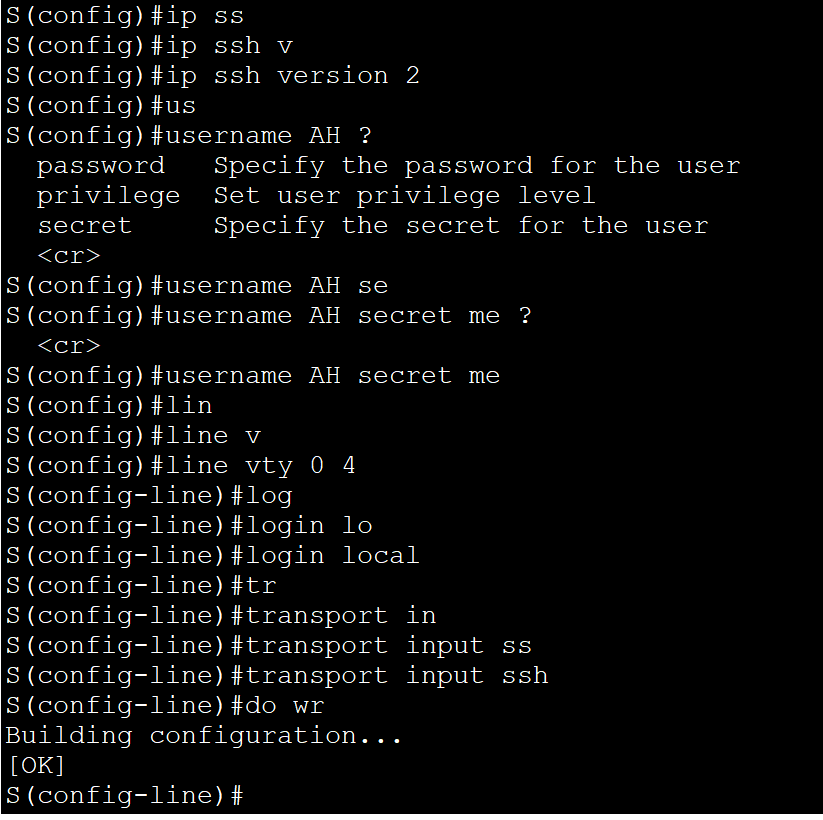 S(config)#ip ss
S(config)#ip ssh v
S(config)#ip ssh version 2
S(config)#us
S(config)#username AH ?
  password   Specify the password for the user
  privilege  Set user privilege level
  secret     Specify the secret for the user
  <cr>
S(config)#username AH se
S(config)#username AH secret me ?
  <cr>
S(config)#username AH secret me
S(config)#lin
S(config)#line v
S(config)#line vty 0 4
S(config-line)#log
S(config-line)#login lo
S(config-line)#login local
S(config-line)#tr
S(config-line)#transport in
S(config-line)#transport input ss
S(config-line)#transport input ssh
S(config-line)#do wr
Building configuration...
[OK]
S(config-line)#